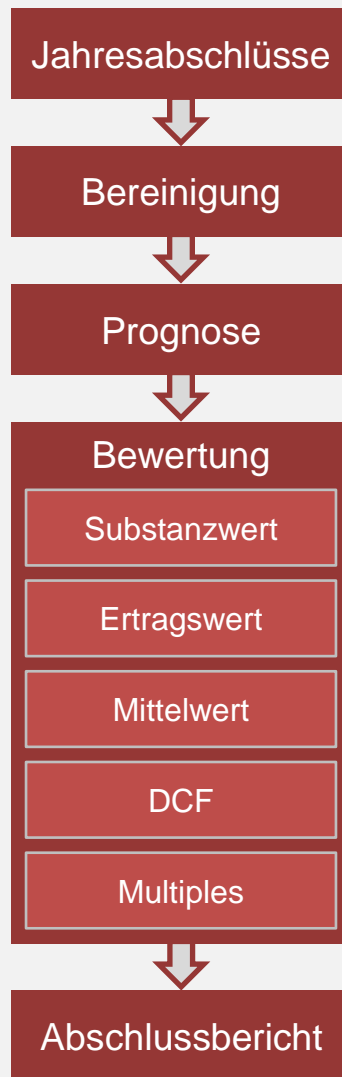 Jahresabschlüsse
Bereinigung
Prognose
Bewertung
Substanzwert
Ertragswert
Mittelwert
DCF
Multiples
Abschlussbericht